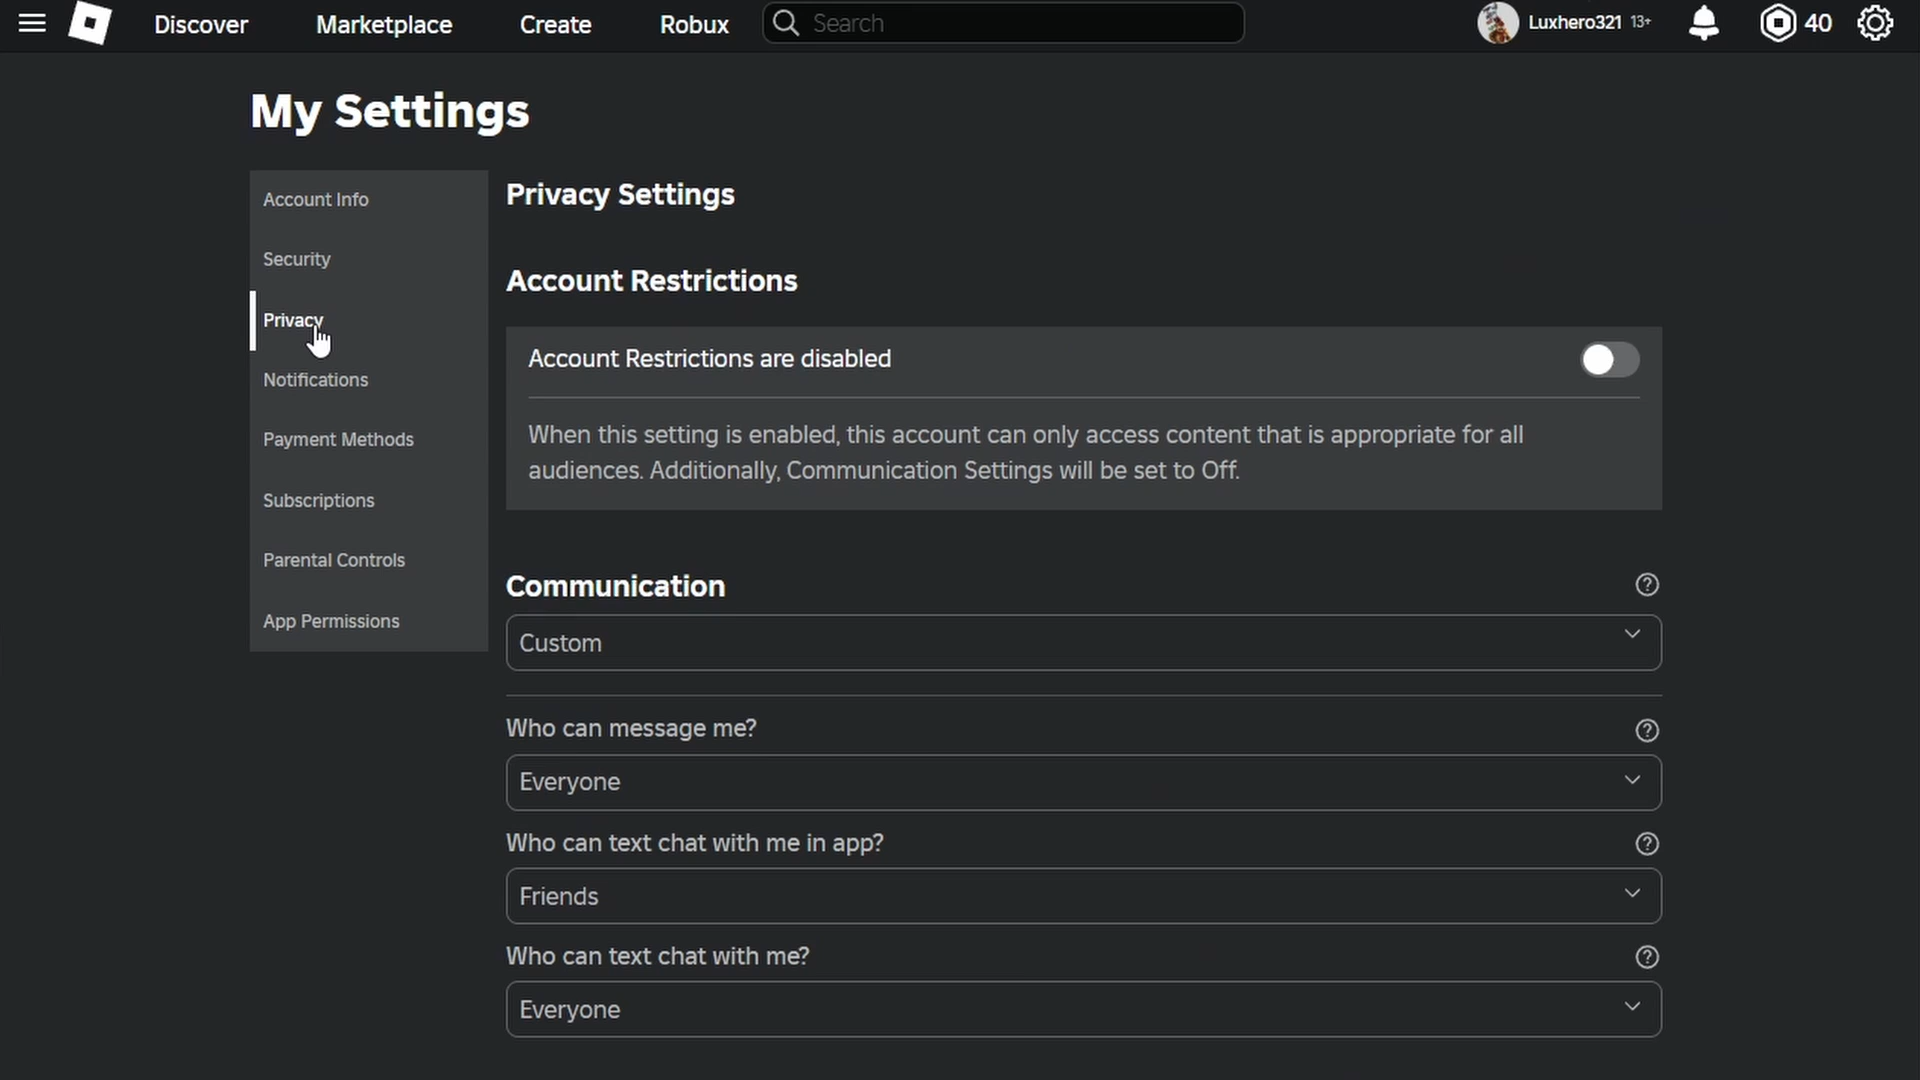 Discover
Marketplace
Create
Robux
Search
Luxhero321 13+
40
My Settings
Account Info
Security
Privacy
Notifications
Payment Methods
Subscriptions
Parental Controls
App Permissions
Privacy Settings
Account Restrictions
Account Restrictions are disabled
When this setting is enabled, this account can only access content that is appropriate for all
audiences. Additionally, Communication Settings will be set to Off.
Communication
Custom
Who can message me?
Everyone
Who can text chat with me in app?
Friends
Who can text chat with me?
Everyone